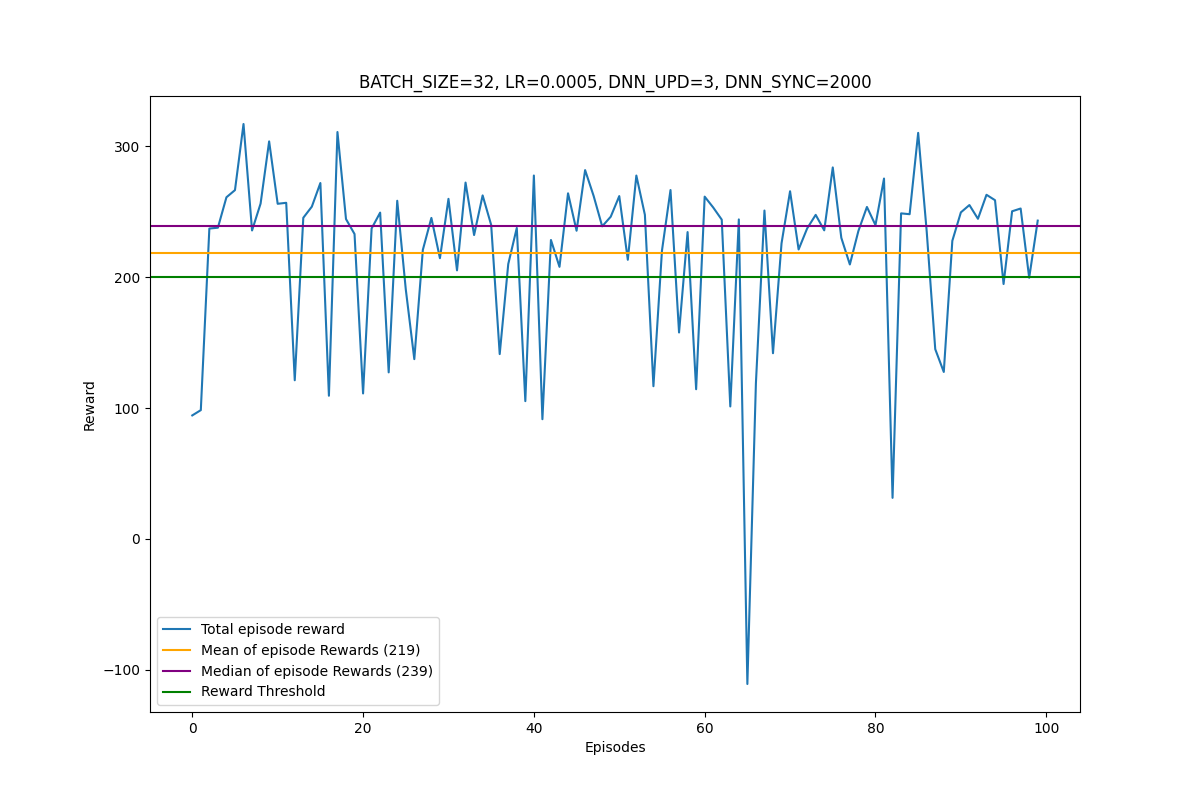 BATCH_SIZE=32, LR=0.0005, DNN_UPD=3, DNN_SYNC=2000
300
200
100
0
−100
Reward
Total episode reward
Mean of episode Rewards (219)
Median of episode Rewards (239)
Reward Threshold
0 20 40 60 80 100
Episodes